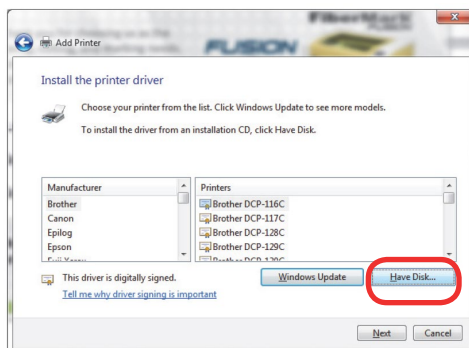 FiberMark
FUSION
Add Printer
Install the printer driver
Choose your printer from the list. Click Windows Update to see more models.
To install the driver from an installation CD, click Have Disk.
Manufacturer
Brother
Canon
Epilog
Epson
Printers
Brother DCP-116C
Brother DCP-117C
Brother DCP-128C
Brother DCP-129C
This driver is digitally signed.
Tell me why driver signing is important
Windows Update
Have Disk...
Next
Cancel